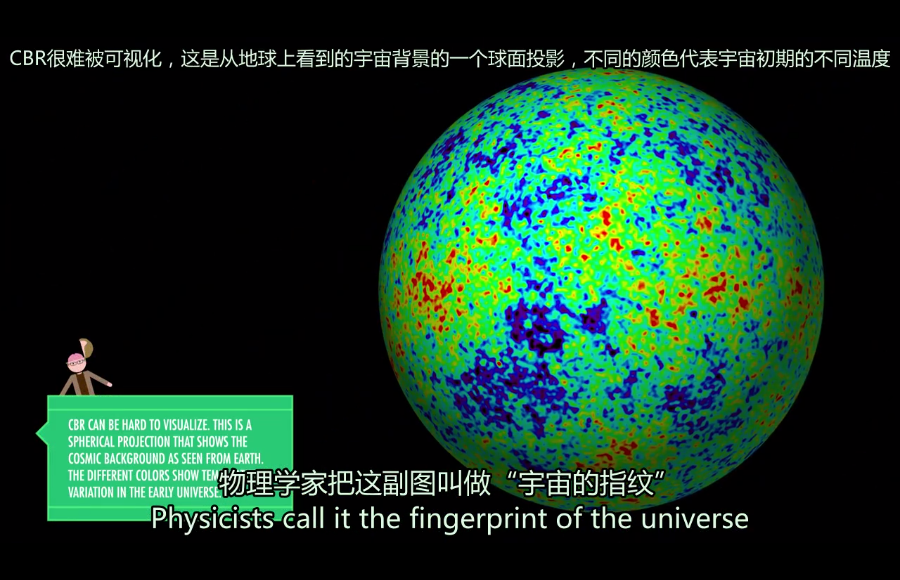 CBR很难被可视化，这是从地球上看到的宇宙背景的一个球面投影，不同的颜色代表宇宙初期的不同温度
CBR CAN BE HARD TO VISUALIZE. THIS IS A
SPHERICAL PROJECTION THAT SHOWS THE
COSMIC BACKGROUND AS SEEN FROM EARTH.
THE DIFFERENT COLORS SHOW
VARIATION IN THE EARLY UNIVERSE.
物理学家把这副图叫做“宇宙的指纹”
Physicists call it the fingerprint of the universe